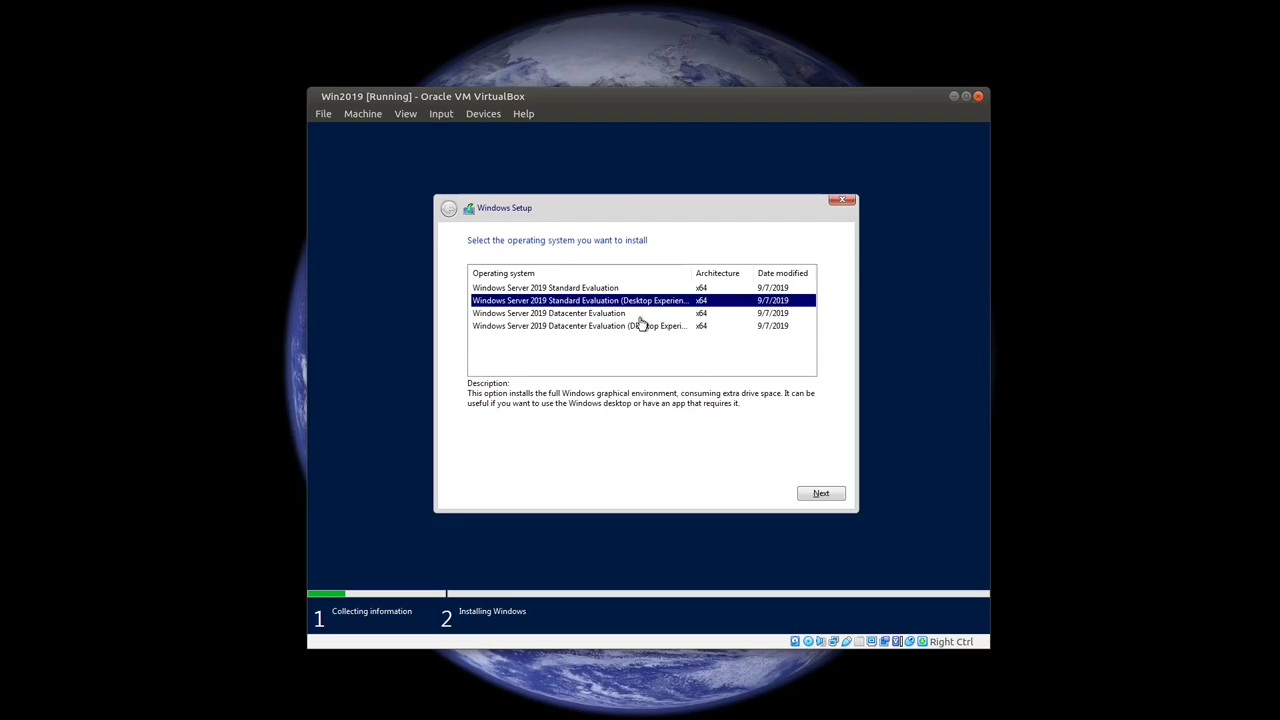 Win2019 [Running] - Oracle VM VirtualBox
File Machine View Input Devices Help
Windows Setup
Select the operating system you want to install
Operating system Architecture Date modified
Windows Server 2019 Standard Evaluation x64 9/7/2019
Windows Server 2019 Standard Evaluation (Desktop Experien... x64 9/7/2019
Windows Server 2019 Datacenter Evaluation x64 9/7/2019
Windows Server 2019 Datacenter Evaluation (Desktop Experi... x64 9/7/2019
Description:
This option installs the full Windows graphical environment, consuming extra drive space. It can be
useful if you want to use the Windows desktop or have an app that requires it.
Next
1 Collecting information 2 Installing Windows
Right Ctrl